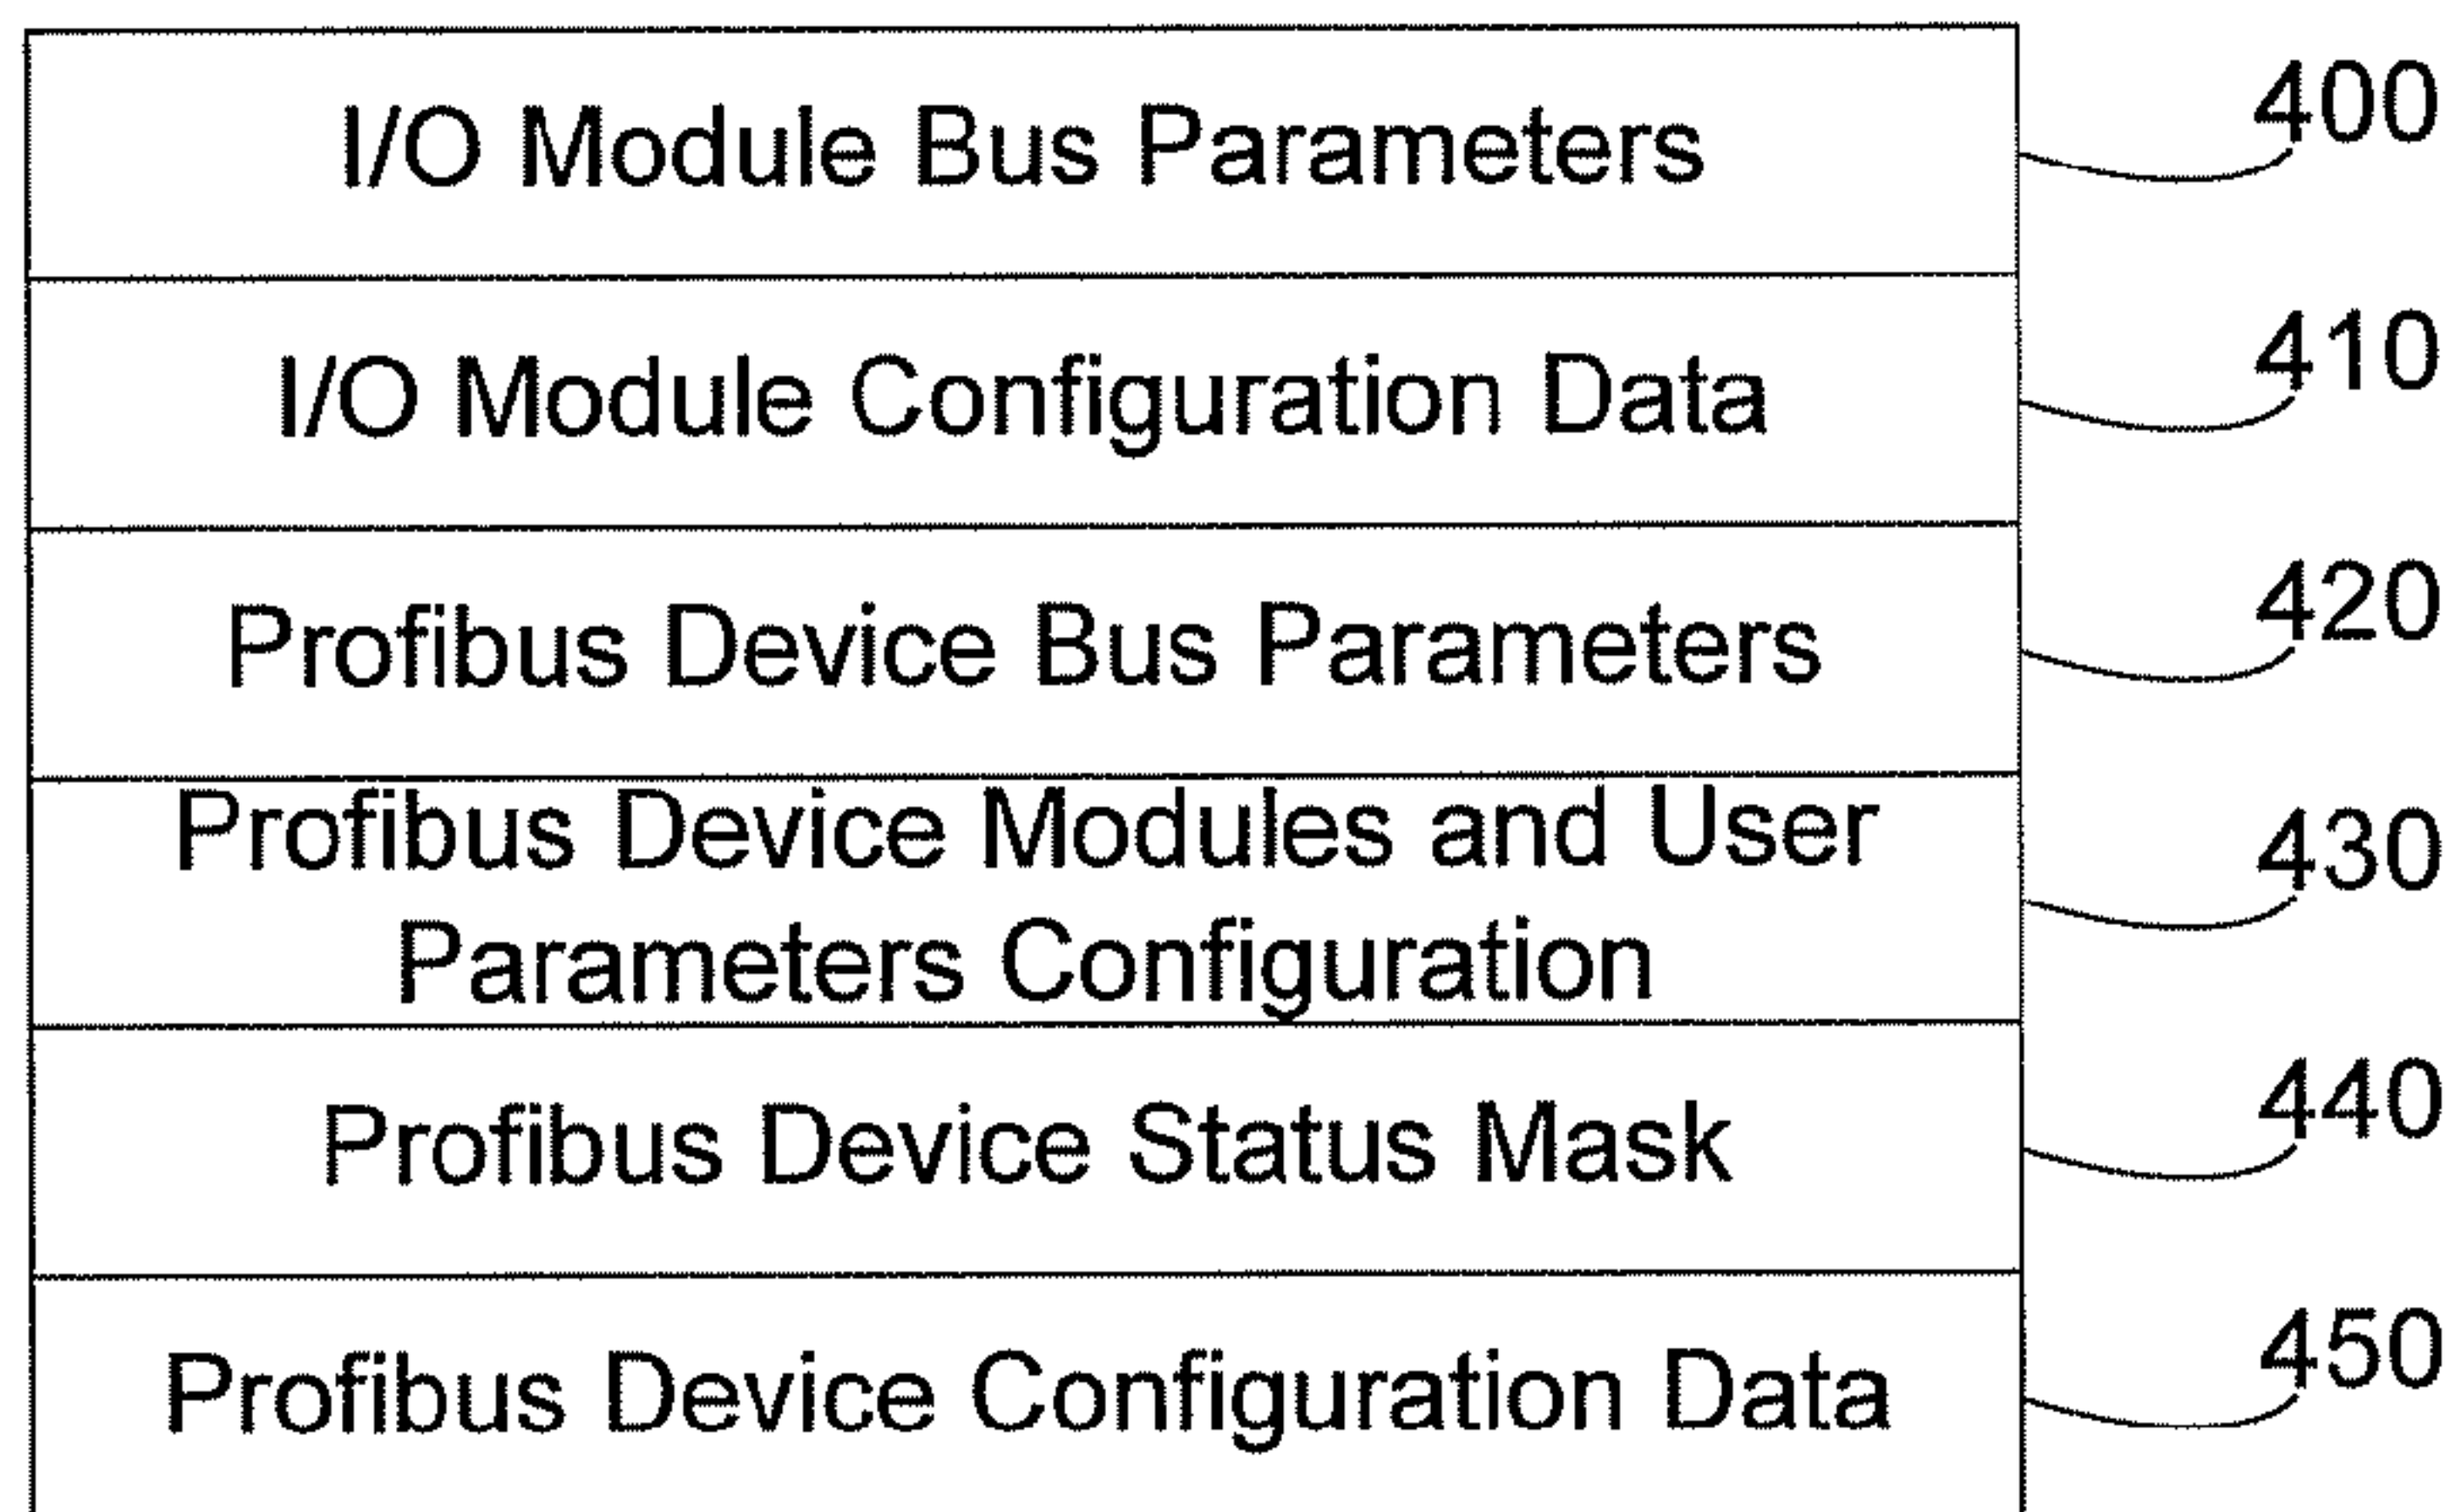 I/O Module Bus Parameters 400
I/O Module Configuration Data 410
Profibus Device Bus Parameters 420
Profibus Device Modules and User
Parameters Configuration 430
Profibus Device Status Mask 440
Profibus Device Configuration Data 450